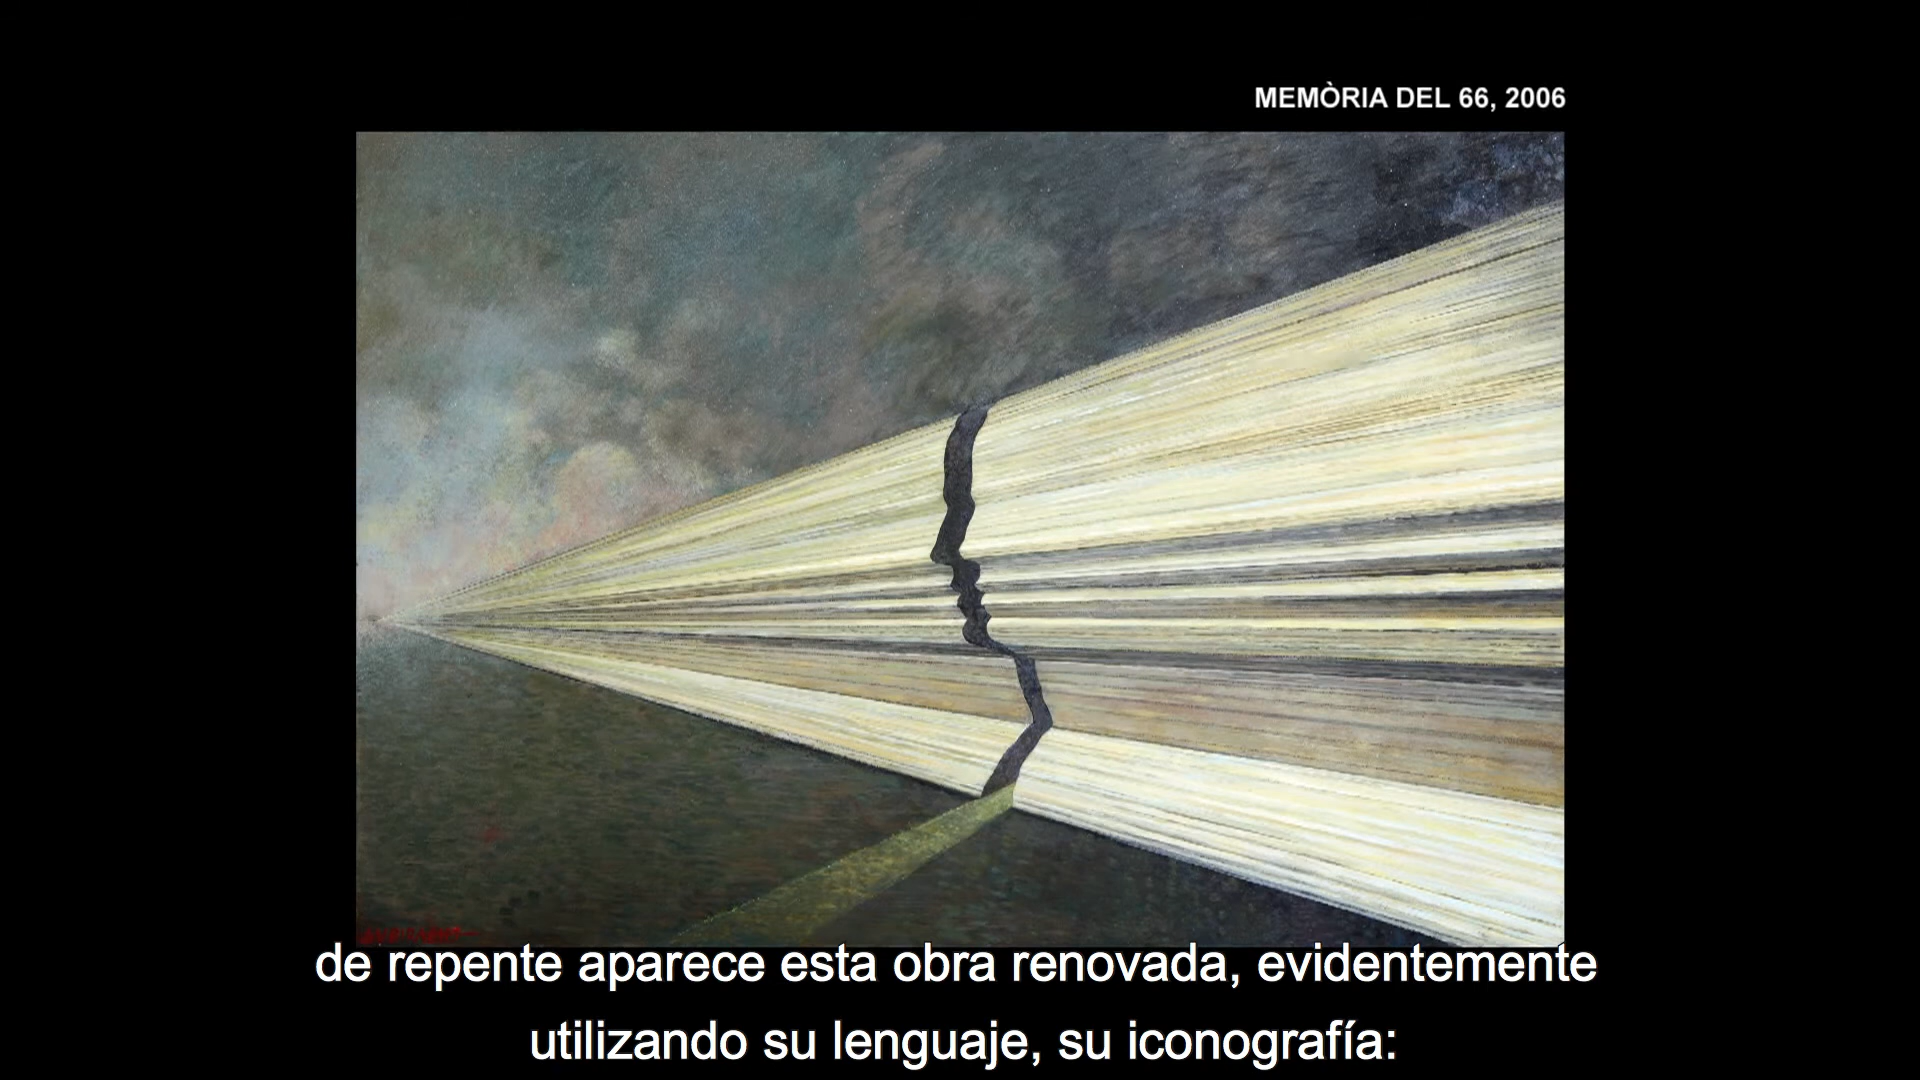 MEMÒRIA DEL 66, 2006
de repente aparece esta obra renovada, evidentemente
utilizando su lenguaje, su iconografía: